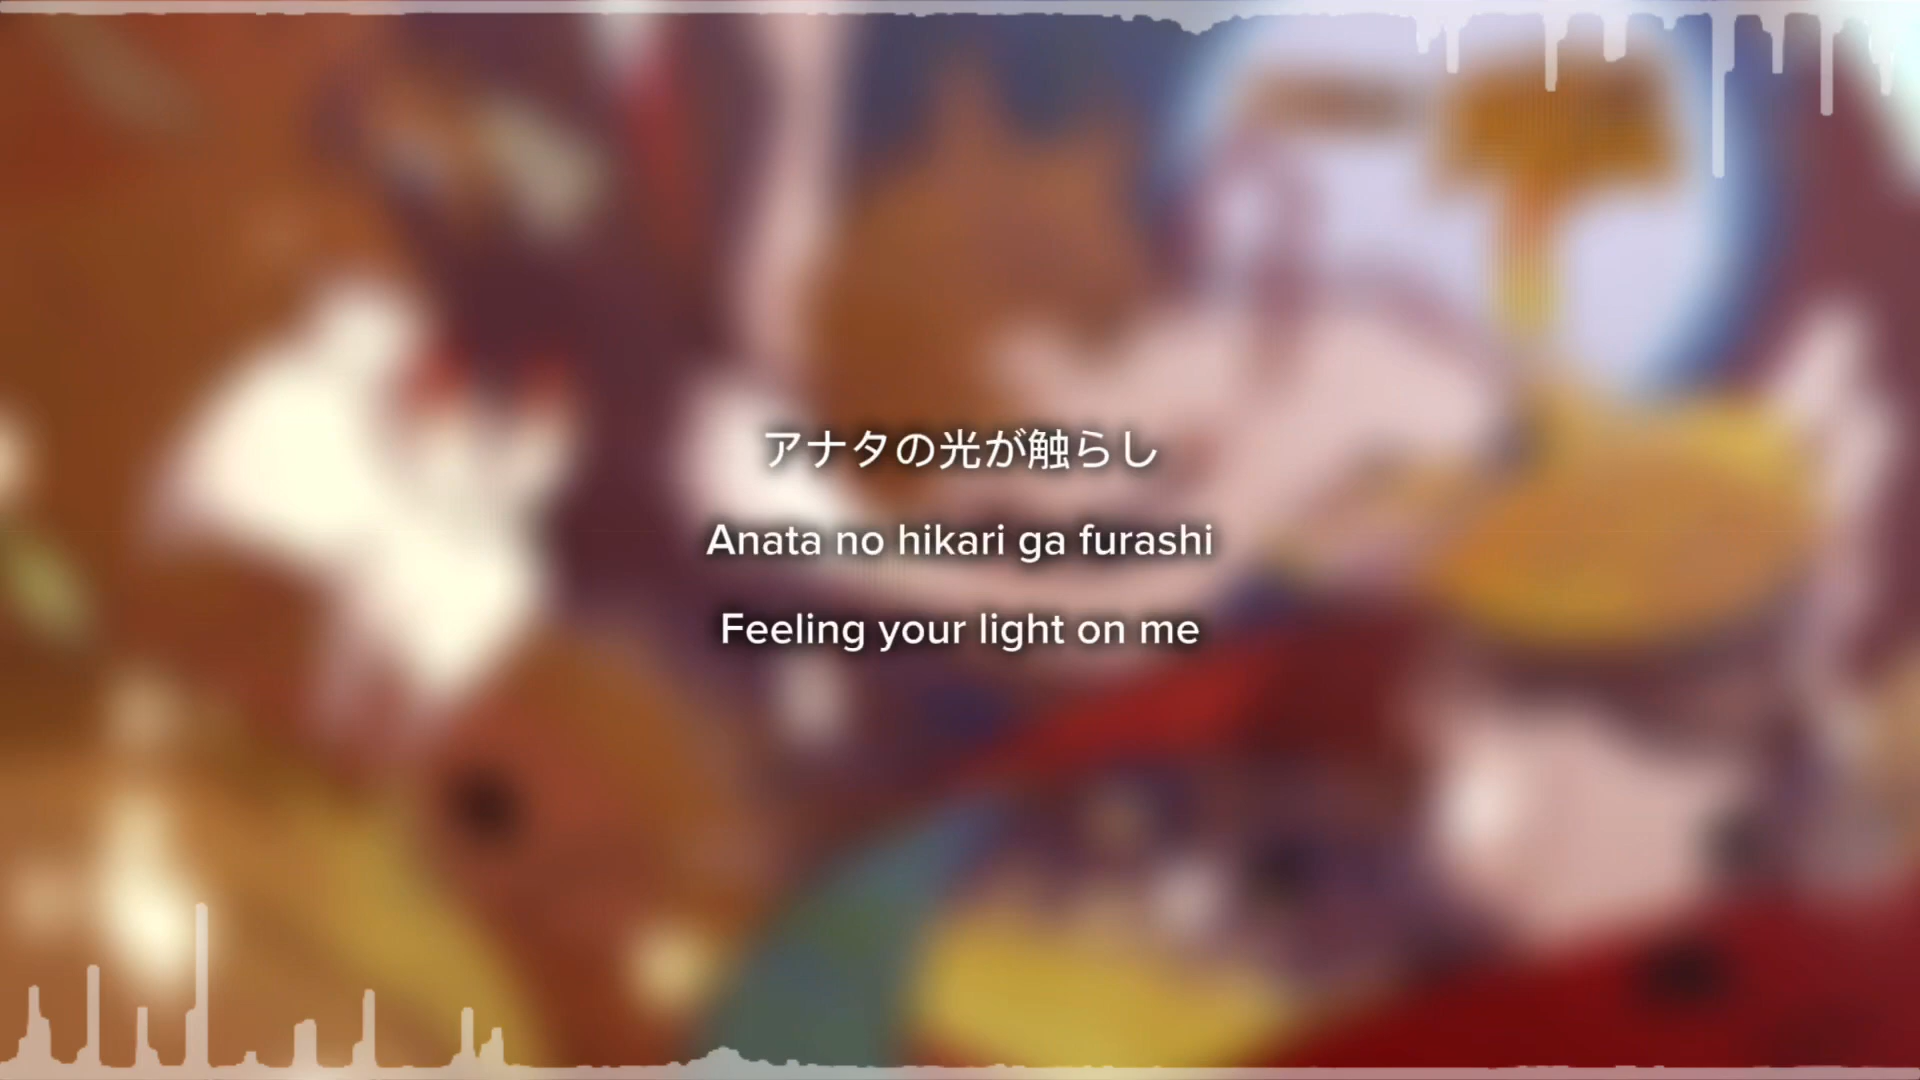 アナタの光が触らし
Anata no hikari ga furashi
Feeling your light on me